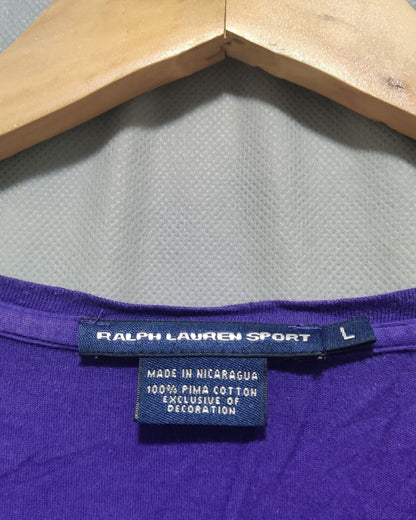 RALPH LAUREN SPORT
L
MADE IN NICARAGUA
100% PIMA COTTON
EXCLUSIVE OF
DECORATION